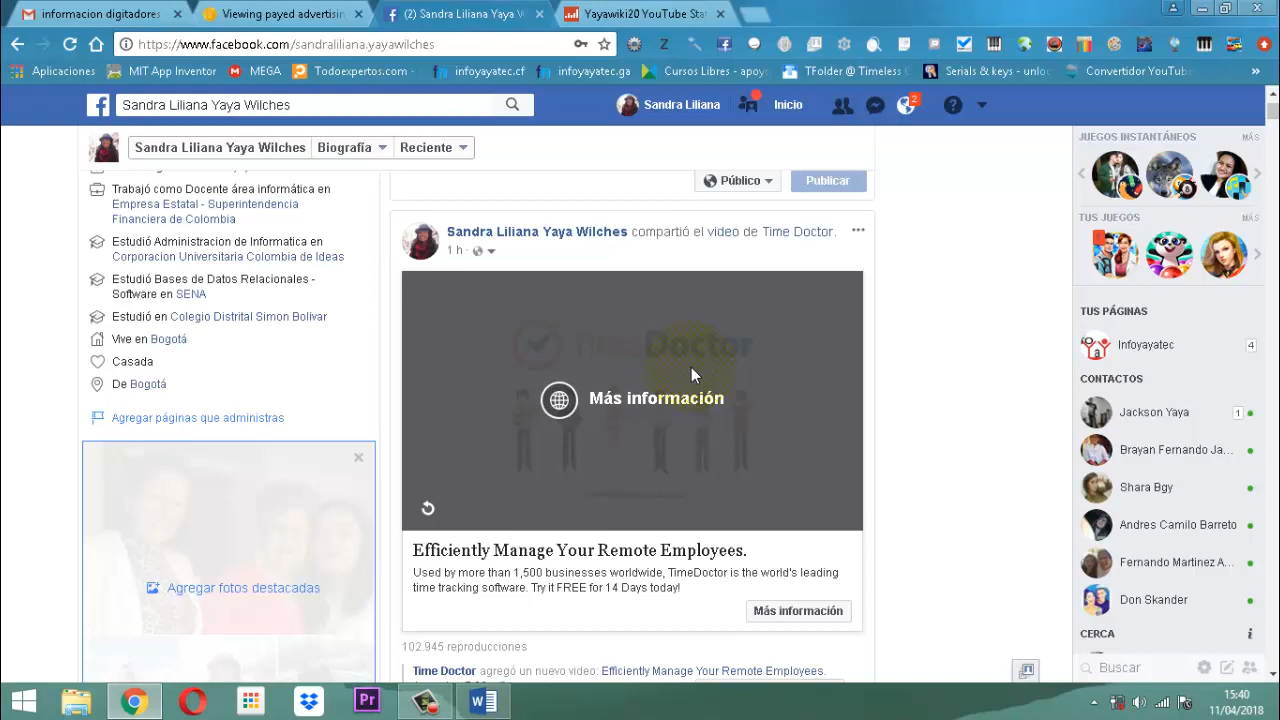 informacion digitadores
Viewing payed advertisin
(2) Sandra Liliana Yaya W
Yayawiki20 YouTube Stat
https://www.facebook.com/sandraliliana.yayawilches
Aplicaciones
MIT App Inventor
MEGA
Todoexpertos.com -
infoyayatec.cf
infoyayatec.ga
Cursos Libres - apoy
TFolder @ Timeless
Serials & keys - unloc
Convertidor YouTube
»
Sandra Liliana Yaya Wilches
Sandra Liliana
Inicio
2
Sandra Liliana Yaya Wilches
Biografía
Reciente
Trabajó como Docente área informática en
Empresa Estatal - Superintendencia
Financiera de Colombia
Estudió Administracion de Informatica en
Corporacion Universitaria Colombia de Ideas
Estudió Bases de Datos Relacionales -
Software en SENA
Estudió en Colegio Distrital Simon Bolivar
Vive en Bogotá
Casada
De Bogotá
Agregar páginas que administras
Agregar fotos destacadas
Público
Publicar
Sandra Liliana Yaya Wilches compartió el video de Time Doctor.
1 h ·
Time Doctor
Más información
Efficiently Manage Your Remote Employees.
Used by more than 1,500 businesses worldwide, TimeDoctor is the world's leading
time tracking software. Try it FREE for 14 Days today!
Más información
102.945 reproducciones
Time Doctor agregó un nuevo video: Efficiently Manage Your Remote Employees.
JUEGOS INSTANTÁNEOS
MÁS
TUS JUEGOS
MÁS
TUS PÁGINAS
Infoyayatec
4
CONTACTOS
Jackson Yaya
1
Brayan Fernando Ja...
Shara Bgy
Andres Camilo Barreto
Fernando Martinez A...
Don Skander
CERCA
Buscar
Pr
15:40
11/04/2018